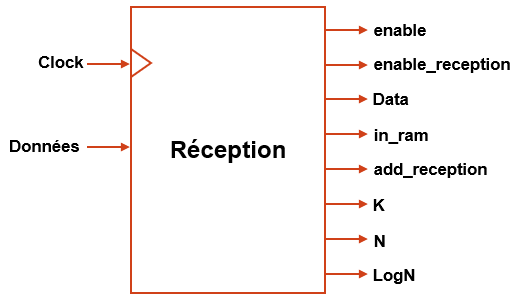 Clock
Données
Réception
enable
enable_reception
Data
in_ram
add_reception
K
N
LogN